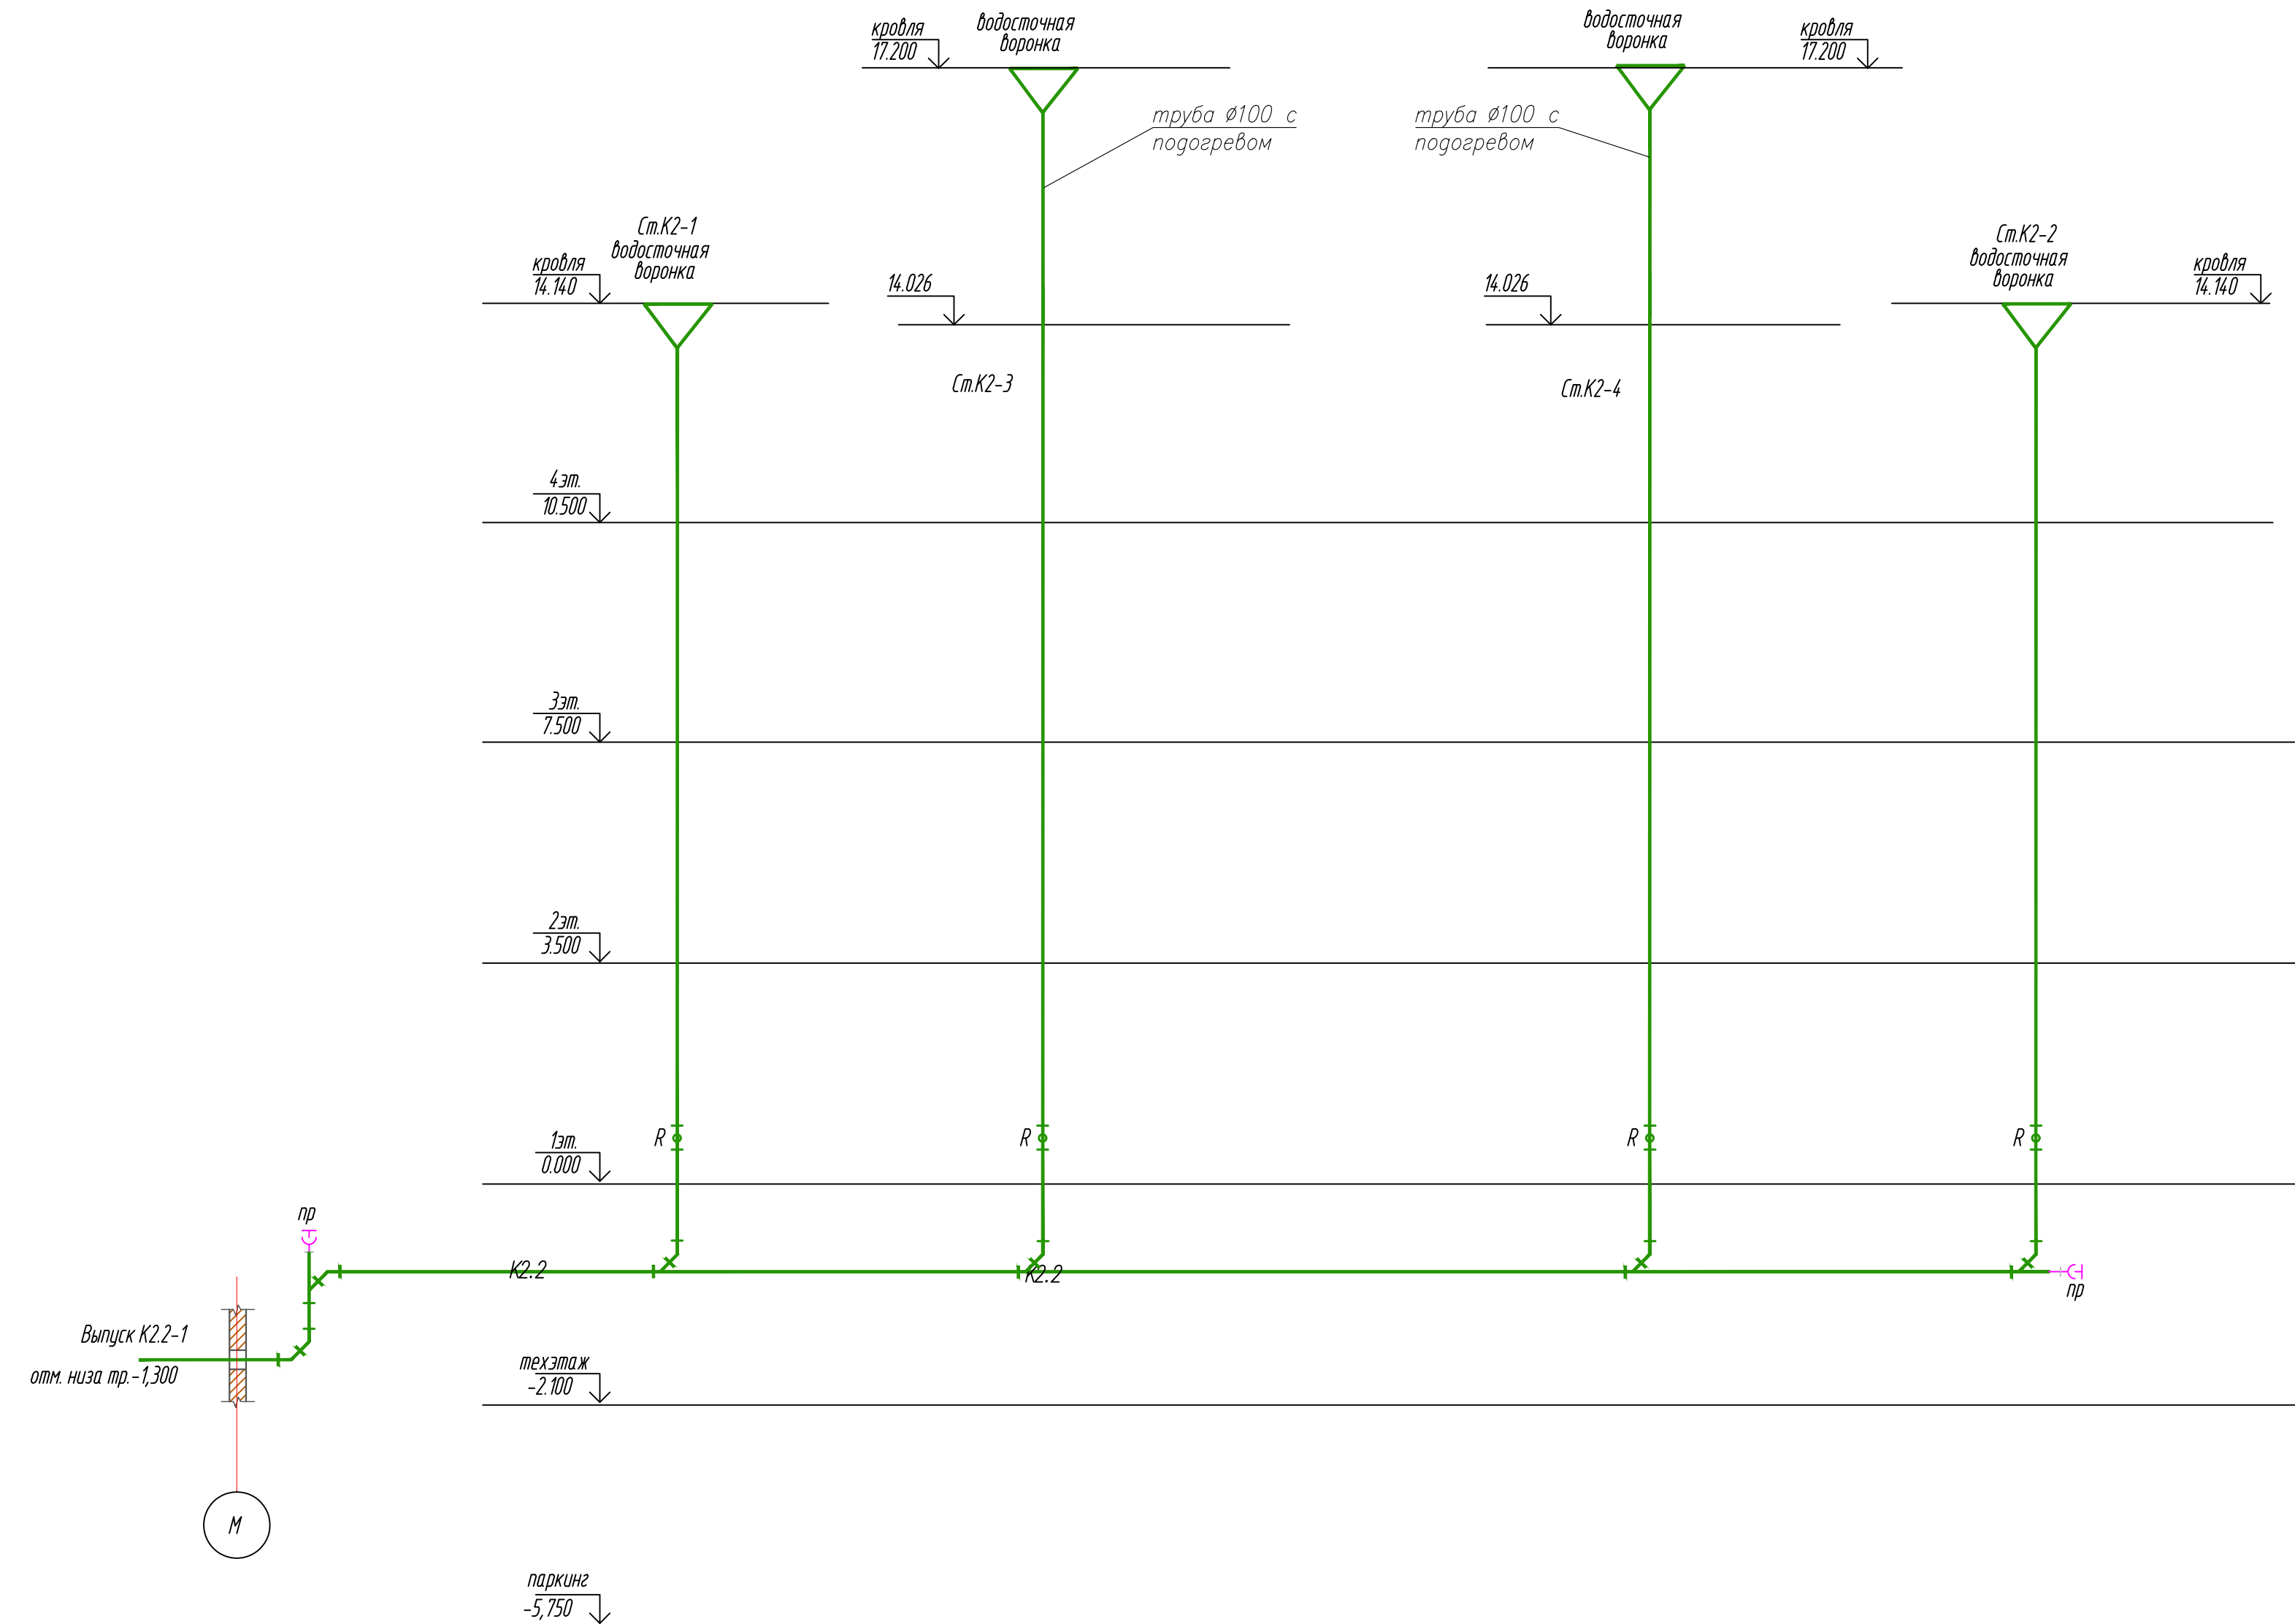 кровля
17.200
водосточная
воронка
водосточная
воронка
кровля
17.200
труба ⌀100 с
подогревом
труба ⌀100 с
подогревом
Ст.К2-1
водосточная
воронка
кровля
14.140
14.026
14.026
Ст.К2-2
водосточная
воронка
кровля
14.140
Ст.К2-3
Ст.К2-4
4эт.
10.500
3эт.
7.500
2эт.
3.500
1эт.
0.000
R
R
R
R
пр
К2.2
К2.2
пр
Выпуск К2.2-1
отм. низа тр.-1,300
техэтаж
-2.100
М
паркинг
-5,750